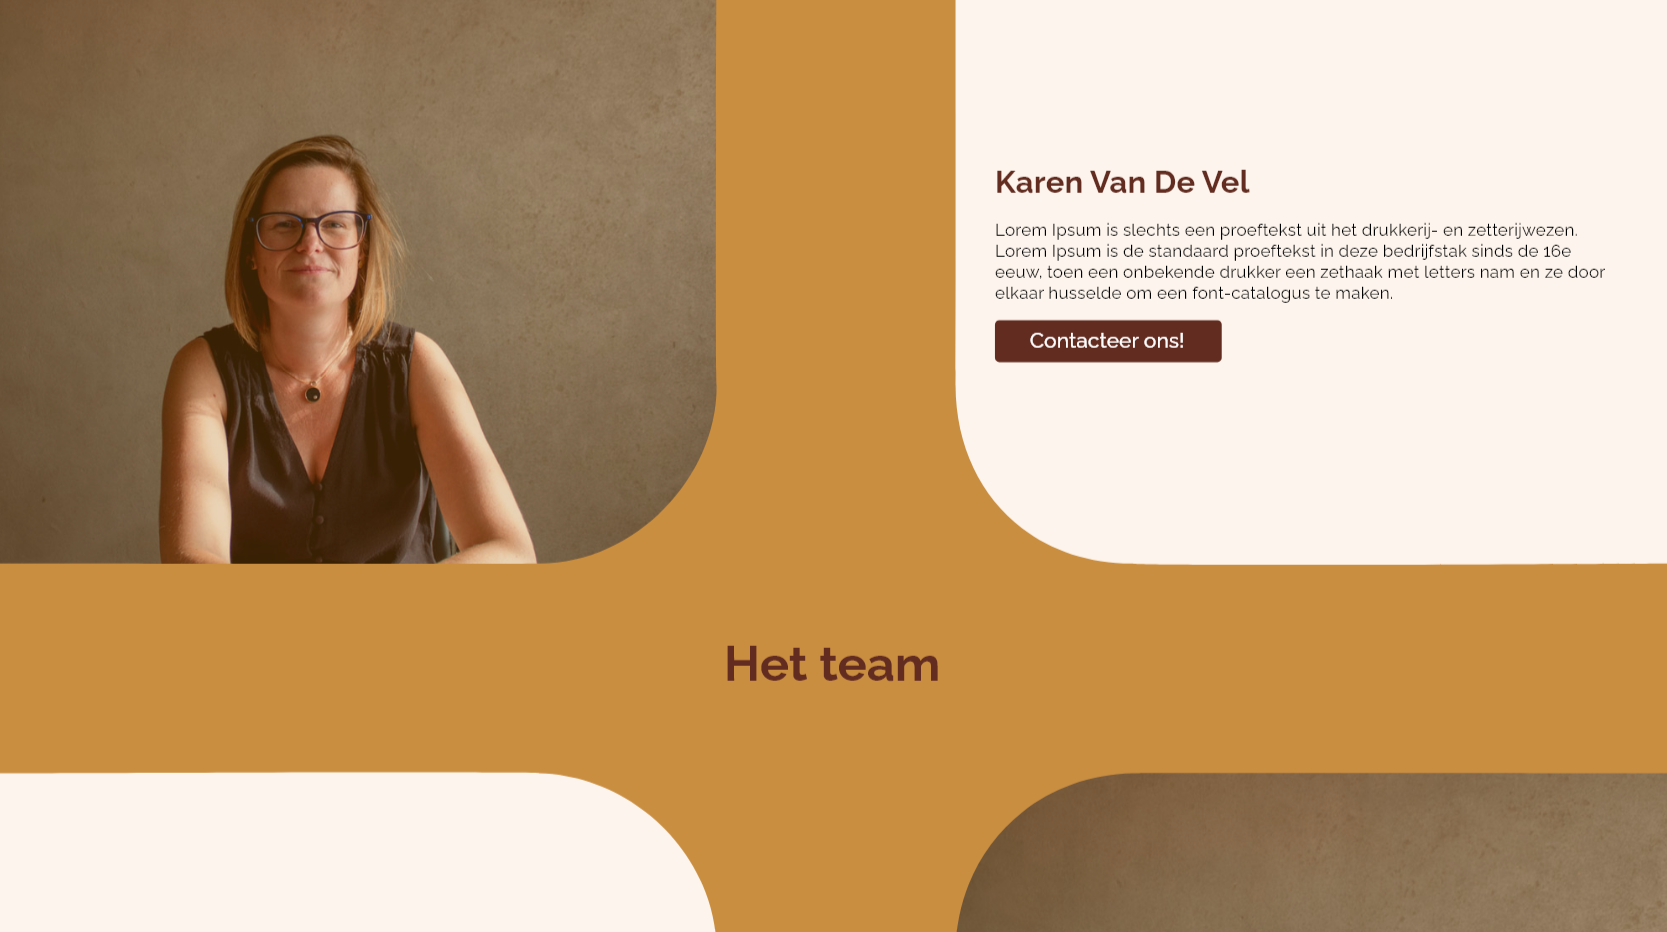 Karen Van De Vel
Lorem Ipsum is slechts een proeftekst uit het drukkerij- en zetterijwezen.
Lorem Ipsum is de standaard proeftekst in deze bedrijfstak sinds de 16e
eeuw, toen een onbekende drukker een zethaak met letters nam en ze door
elkaar husselde om een font-catalogus te maken.
Contacteer ons!
Het team